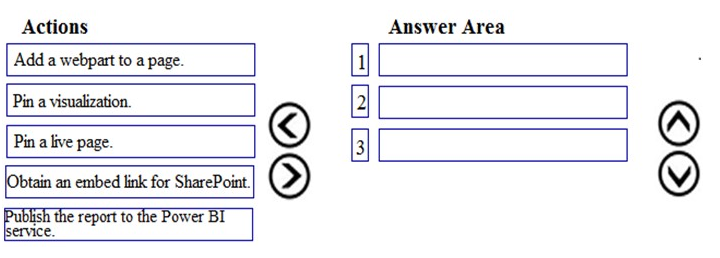 Actions
Answer Area
Add a webpart to a page.
Pin a visualization.
Pin a live page.
Obtain an embed link for SharePoint.
Publish the report to the Power BI
service.
1
2
3